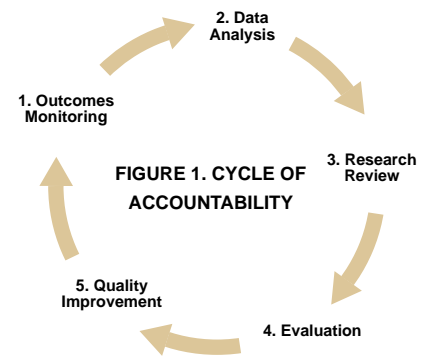 2. Data
Analysis
1. Outcomes
Monitoring
3. Research
Review
FIGURE 1. CYCLE OF
ACCOUNTABILITY
5. Quality
Improvement
4. Evaluation